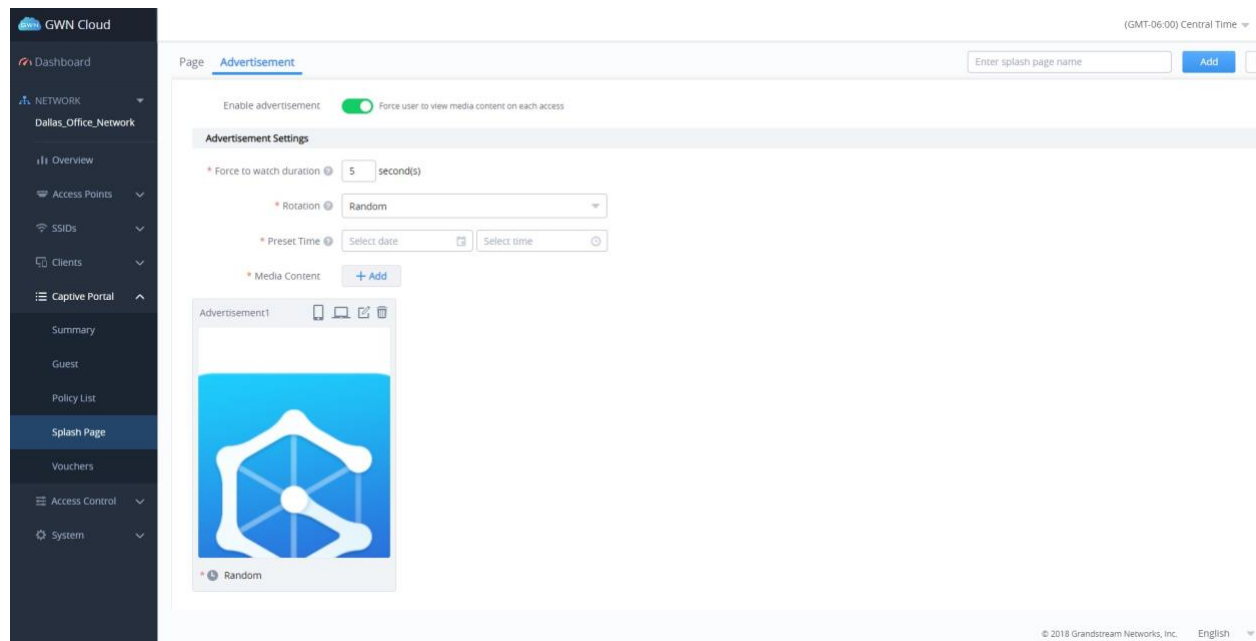 GWN GWN Cloud
(GMT-06:00) Central Time
Dashboard
NETWORK
Dallas_Office_Network
Overview
Access Points
SSIDs
Clients
Captive Portal
Summary
Guest
Policy List
Splash Page
Vouchers
Access Control
System
Page Advertisement
Enter splash page name
Add
Enable advertisement Force user to view media content on each access
Advertisement Settings
* Force to watch duration ? 5 second(s)
* Rotation ? Random
* Preset Time ? Select date Select time
* Media Content + Add
Advertisement1
* Random
© 2018 Grandstream Networks, Inc. English